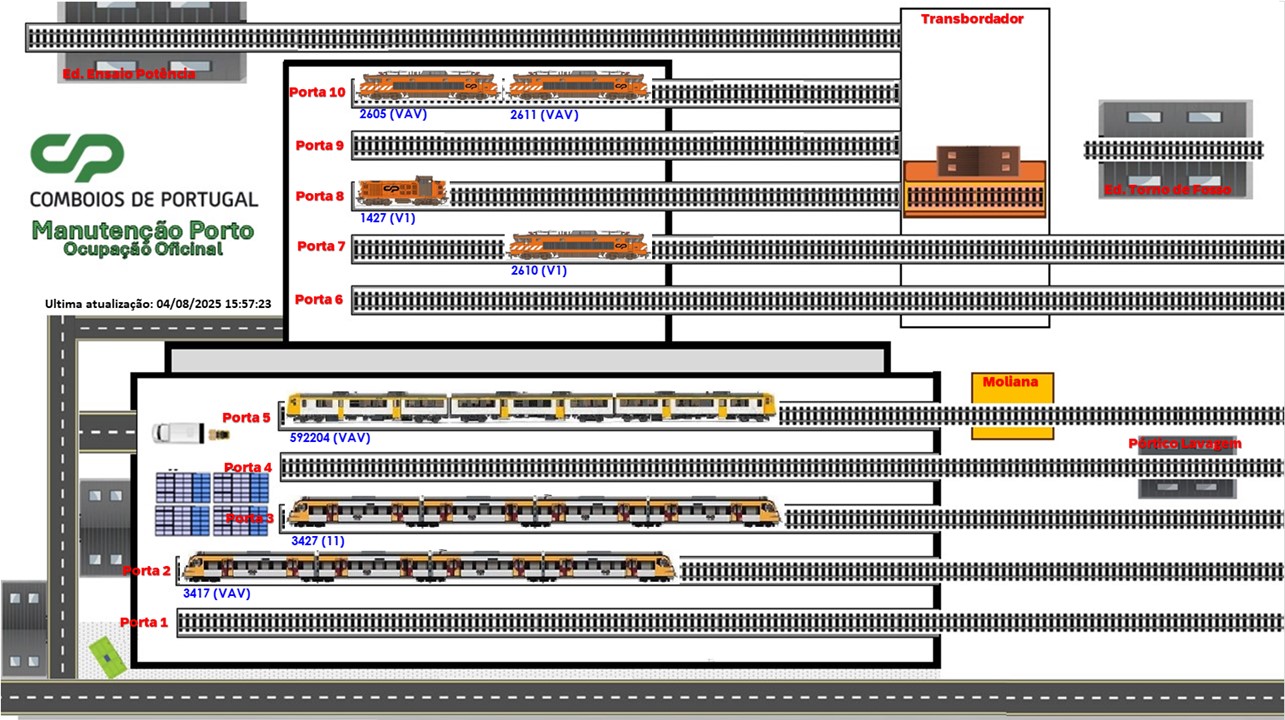 Transbordador
Ed. Ensaio Potência
Porta 10
2605 (VAV)
2611 (VAV)
Porta 9
CP
COMBOIOS DE PORTUGAL
Manutenção Porto
Ocupação Oficinal
Porta 8
1427 (V1)
Ed. Torno de Fosso
Porta 7
2610 (V1)
Porta 6
Ultima atualização: 04/08/2025 15:57:23
Moliana
Porta 5
592204 (VAV)
Pórtico Lavagem
Porta 4
Porta 3
3427 (11)
Porta 2
3417 (VAV)
Porta 1